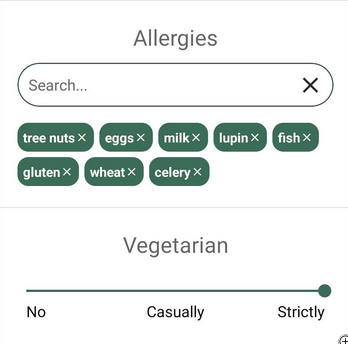 Allergies
Search...
tree nuts× eggs× milk× lupin× fish×
gluten× wheat× celery×
Vegetarian
No Casually Strictly